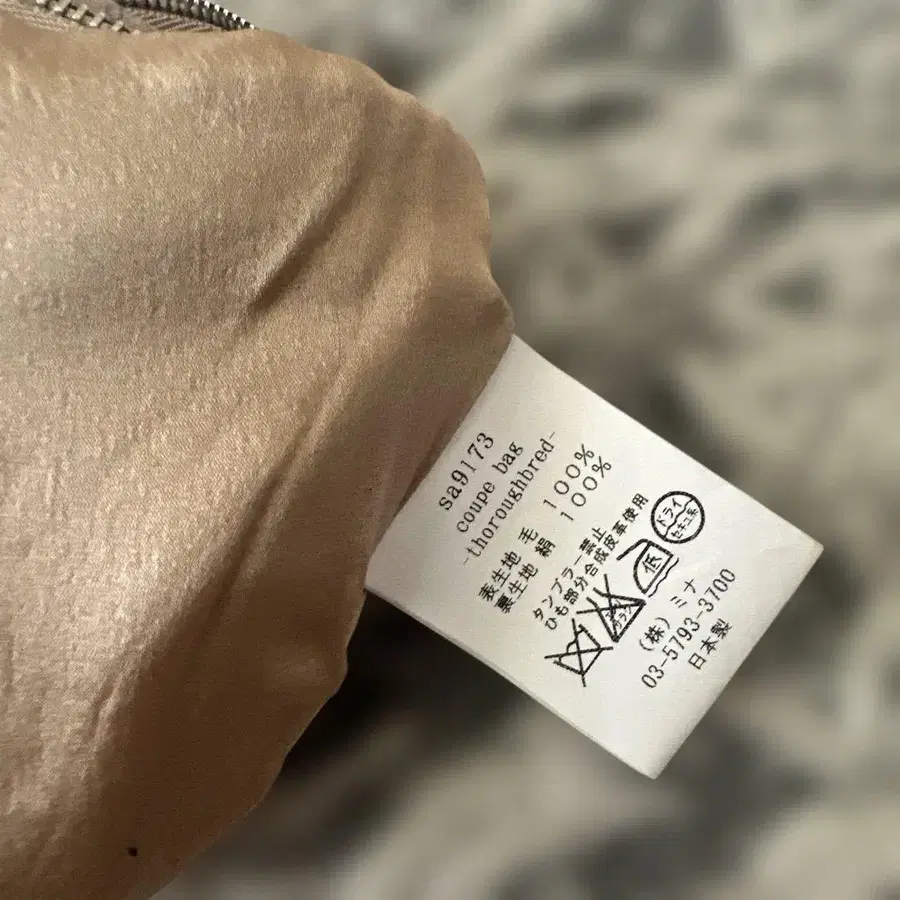 sa9173
coupe bag
-thoroughbred-
表生地 毛 100%
裏生地 絹 100%
タンブラー禁止
ひも部分合成皮革使用
低
ドライ
セキユ系
(株)ミナ
03-5793-3700
日本製